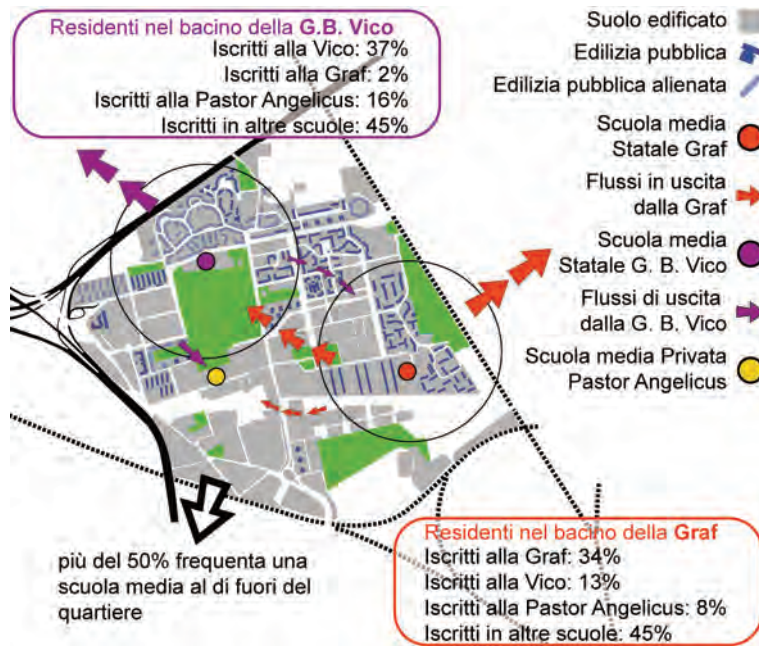 Residenti nel bacino della G.B. Vico
Iscritti alla Vico: 37%
Iscritti alla Graf: 2%
Iscritti alla Pastor Angelicus: 16%
Iscritti in altre scuole: 45%
Suolo edificato
Edilizia pubblica
Edilizia pubblica alienata
Scuola media
Statale Graf
Flussi in uscita
dalla Graf
Scuola media
Statale G. B. Vico
Flussi di uscita
dalla G. B. Vico
Scuola media Privata
Pastor Angelicus
più del 50% frequenta una
scuola media al di fuori del
quartiere
Residenti nel bacino della Graf
Iscritti alla Graf: 34%
Iscritti alla Vico: 13%
Iscritti alla Pastor Angelicus: 8%
Iscritti in altre scuole: 45%